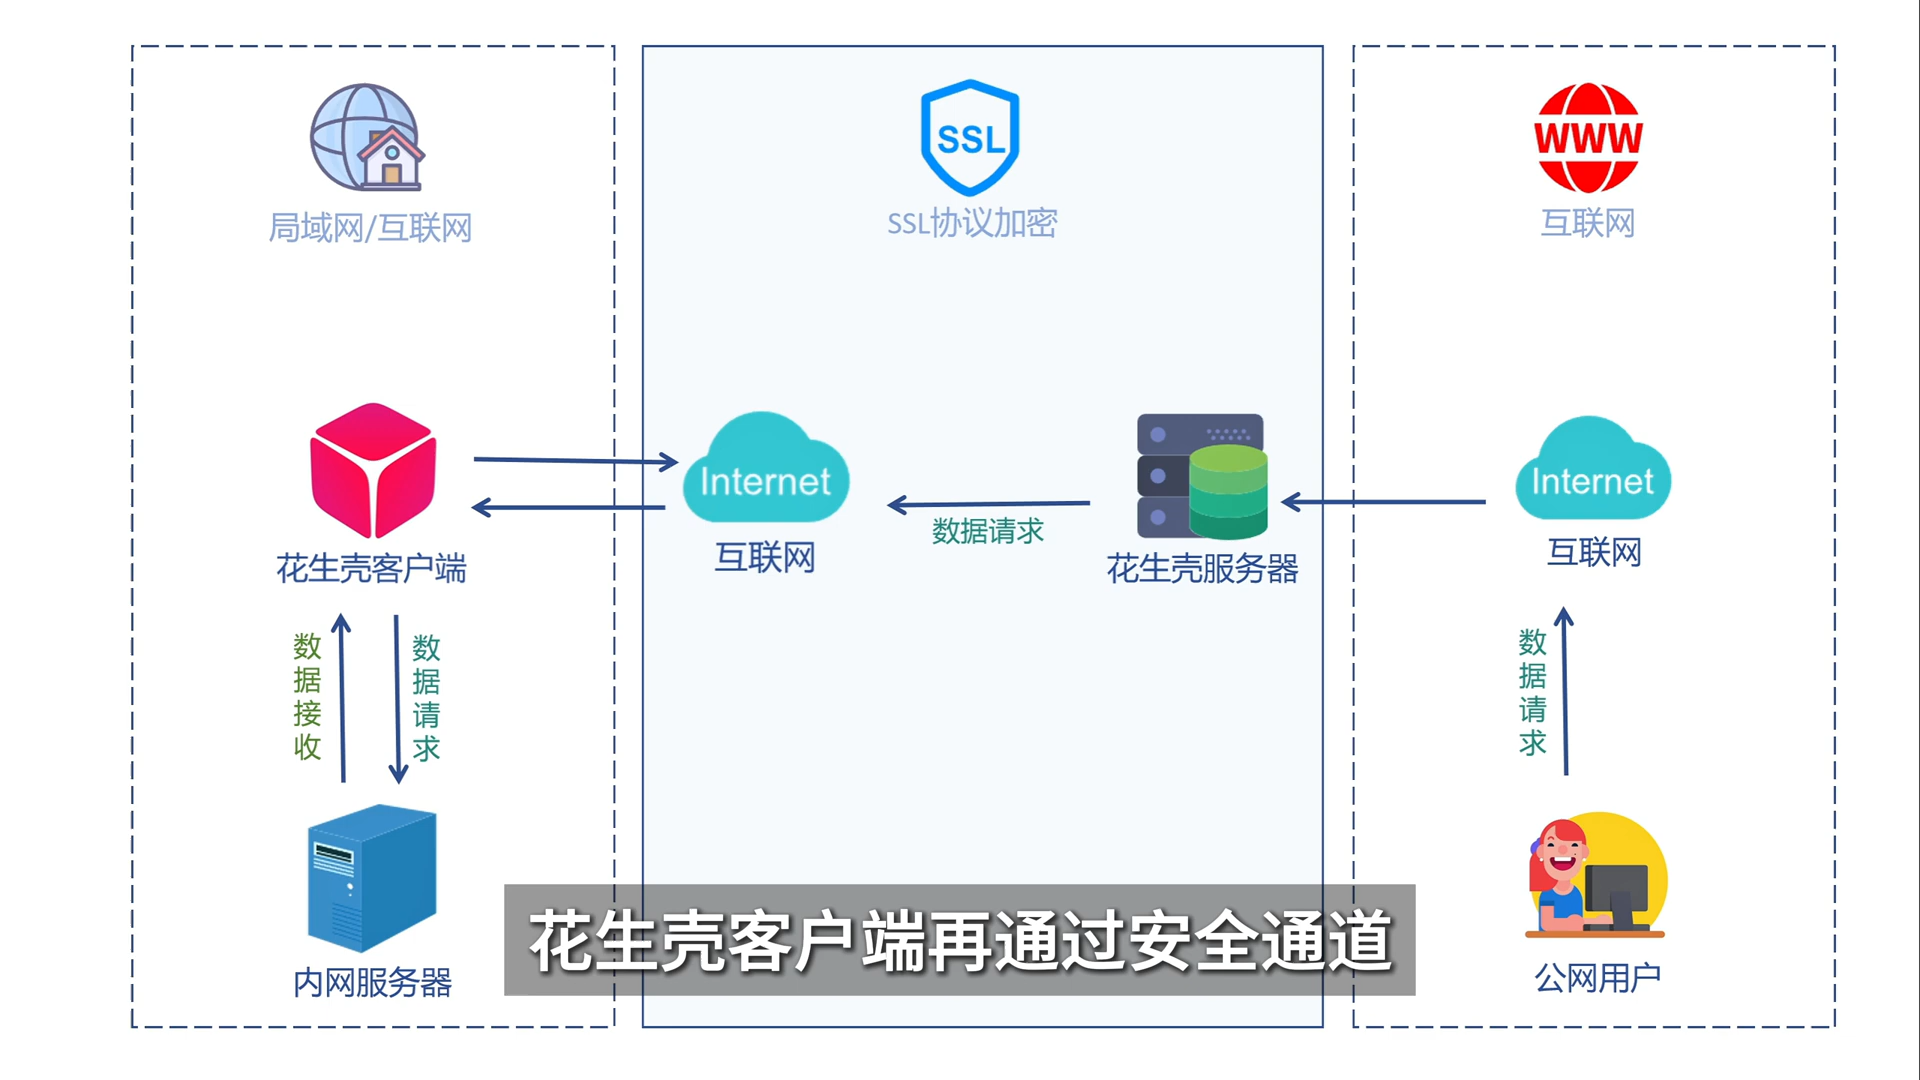 局域网/互联网
SSL
SSL协议加密
WWW
互联网
花生壳客户端
Internet
互联网
数据请求
花生壳服务器
Internet
互联网
数据接收
数据请求
数据请求
内网服务器
公网用户
花生壳客户端再通过安全通道